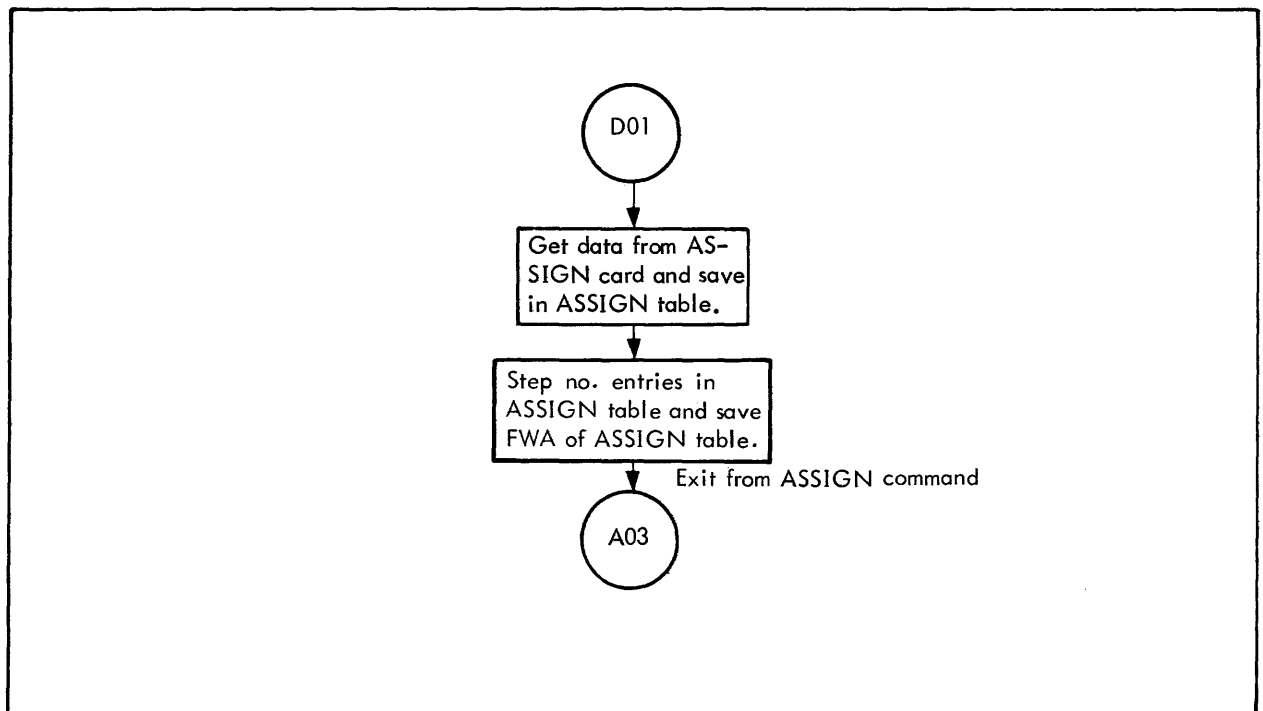 D01
Get data from AS-
SIGN card and save
in ASSIGN table.
Step no. entries in
ASSIGN table and save
FWA of ASSIGN table.
Exit from ASSIGN command
A03